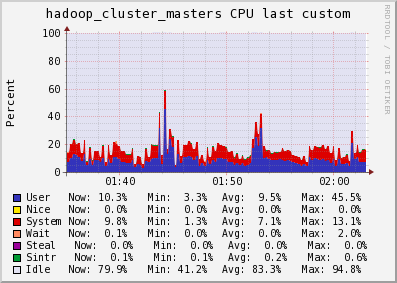 hadoop_cluster_masters CPU last custom
RRDTOOL / TOBI OETIKER
Percent
100
80
60
40
20
0
01:40 01:50 02:00
User Now: 10.3% Min: 3.3% Avg: 9.5% Max: 45.5%
Nice Now: 0.0% Min: 0.0% Avg: 0.0% Max: 0.0%
System Now: 9.8% Min: 1.3% Avg: 7.1% Max: 13.1%
Wait Now: 0.1% Min: 0.0% Avg: 0.0% Max: 2.0%
Steal Now: 0.0% Min: 0.0% Avg: 0.0% Max: 0.0%
Sintr Now: 0.1% Min: 0.1% Avg: 0.2% Max: 0.6%
Idle Now: 79.9% Min: 41.2% Avg: 83.3% Max: 94.8%